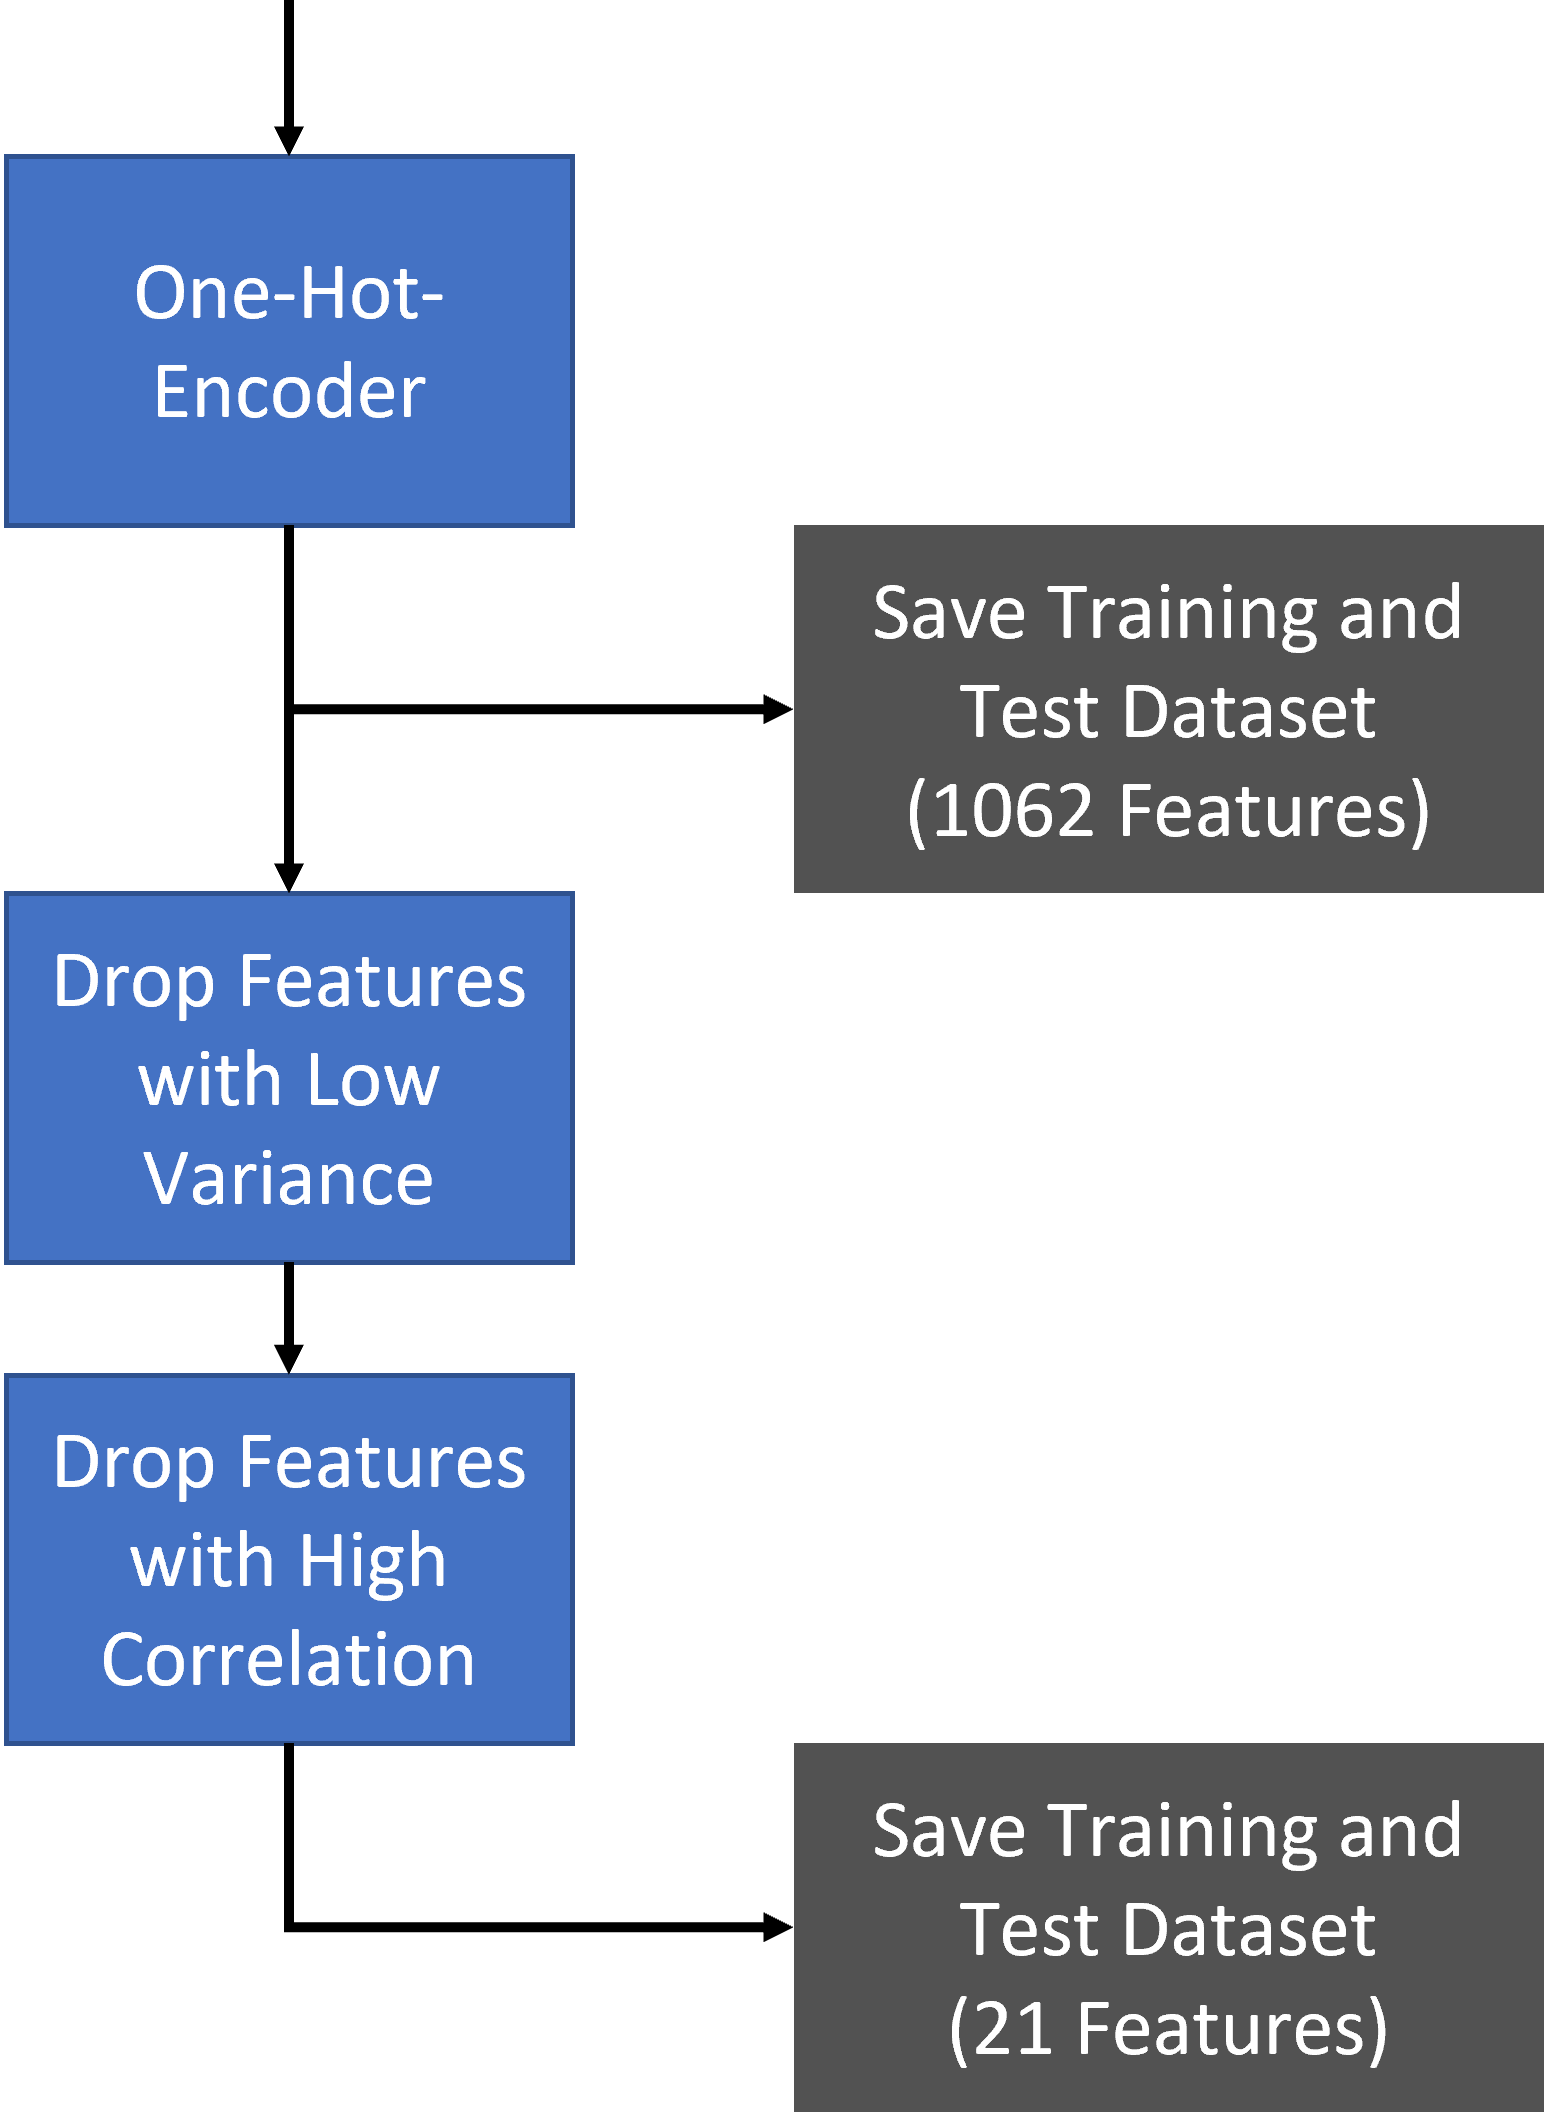 One-Hot-
Encoder
Save Training and
Test Dataset
(1062 Features)
Drop Features
with Low
Variance
Drop Features
with High
Correlation
Save Training and
Test Dataset
(21 Features)